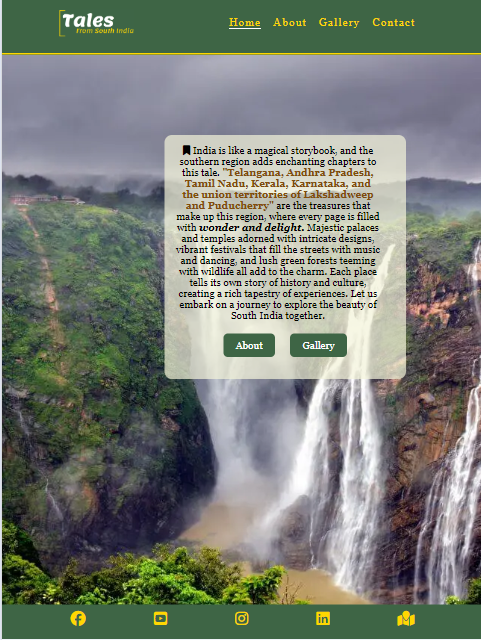 Tales
From South India
Home About Gallery Contact
India is like a magical storybook, and the
southern region adds enchanting chapters to
this tale. "Telangana, Andhra Pradesh,
Tamil Nadu, Kerala, Karnataka, and
the union territories of Lakshadweep
and Puducherry" are the treasures that
make up this region, where every page is filled
with wonder and delight. Majestic palaces
and temples adorned with intricate designs,
vibrant festivals that fill the streets with music
and dancing, and lush green forests teeming
with wildlife all add to the charm. Each place
tells its own story of history and culture,
creating a rich tapestry of experiences. Let us
embark on a journey to explore the beauty of
South India together.
About Gallery